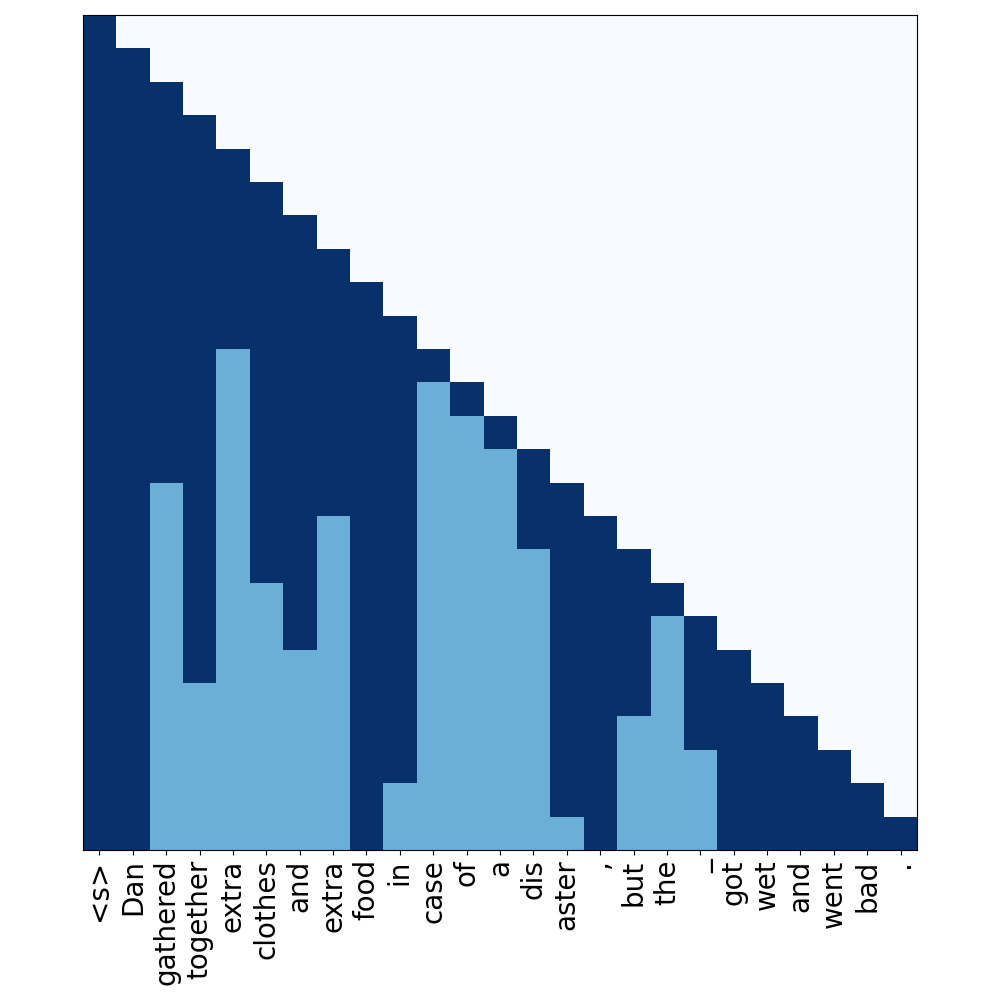 <s> Dan gathered together extra clothes and extra food in case of a dis aster , but the _ got wet and went bad .